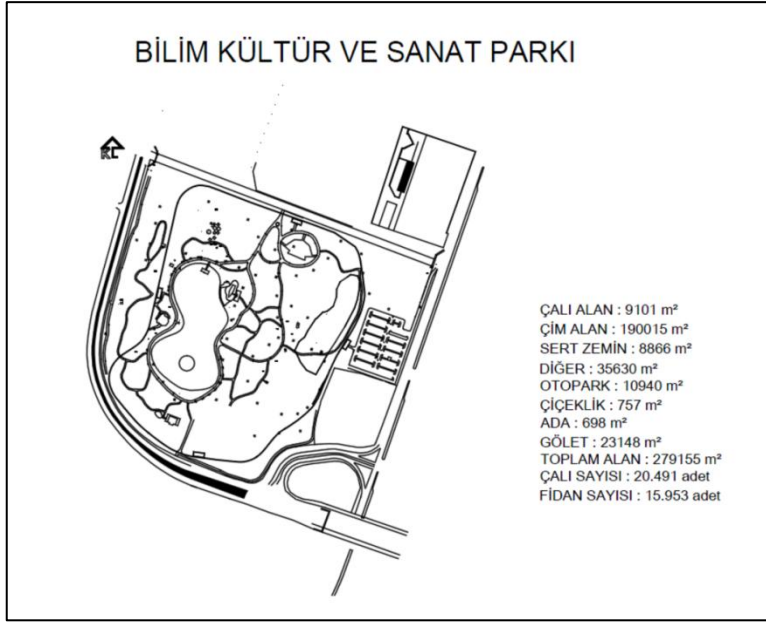 BİLİM KÜLTÜR VE SANAT PARKI
ÇALI ALAN : 9101 m²
ÇİM ALAN : 190015 m²
SERT ZEMİN : 8866 m²
DİĞER : 35630 m²
OTOPARK : 10940 m²
ÇİÇEKLİK : 757 m²
ADA : 698 m²
GÖLET : 23148 m²
TOPLAM ALAN : 279155 m²
ÇALI SAYISI : 20.491 adet
FİDAN SAYISI : 15.953 adet